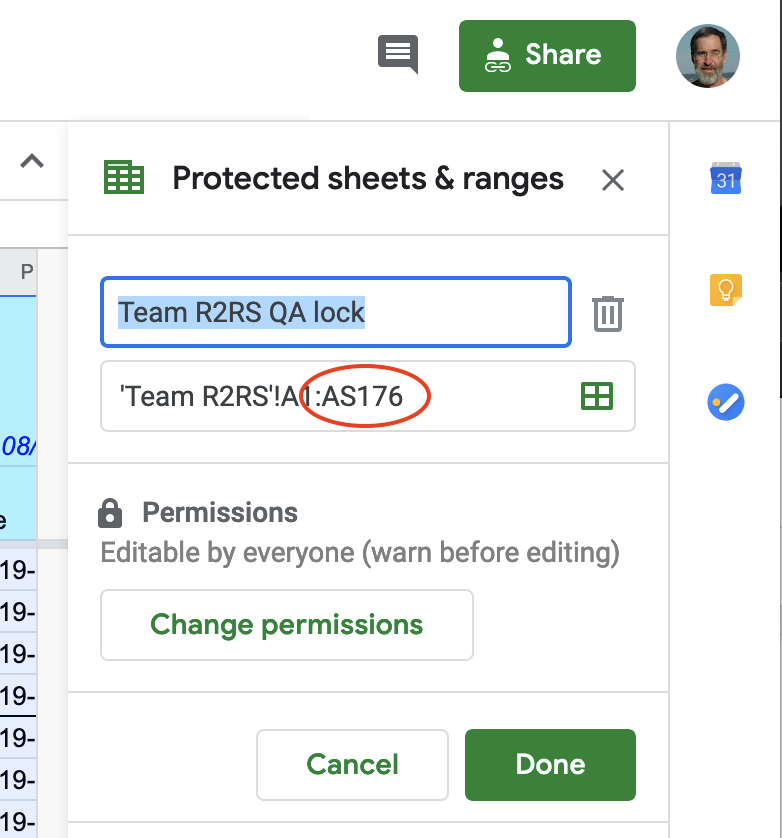 Share
Protected sheets & ranges
31
P
Team R2RS QA lock
'Team R2RS'!A1:AS176
08/
e
Permissions
Editable by everyone (warn before editing)
19-
19-
Change permissions
19-
19-
19-
Cancel
Done
19-
19-